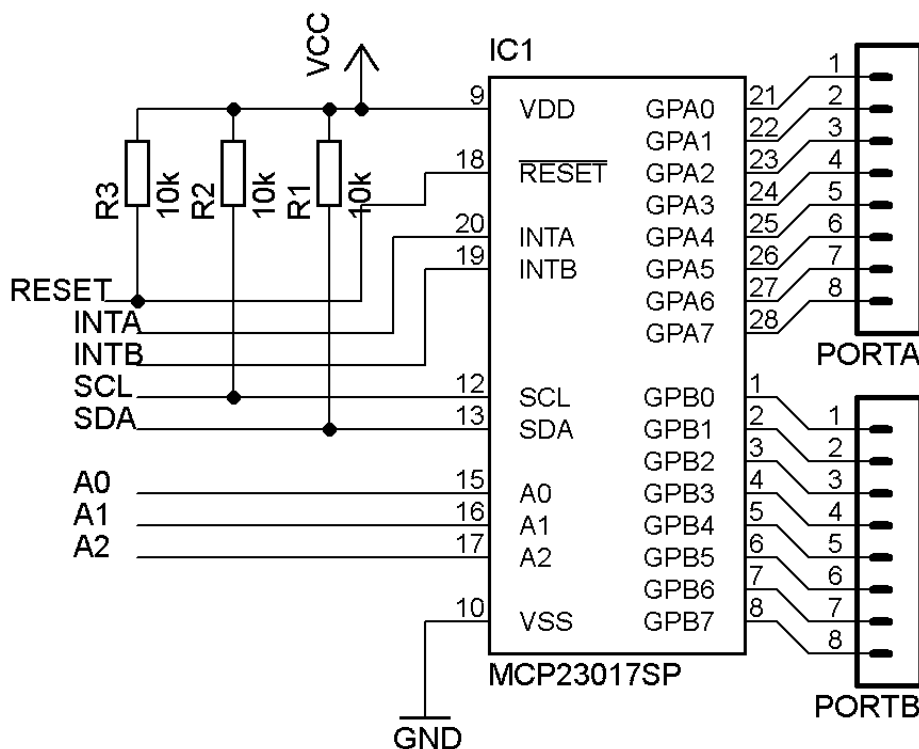 VCC
IC1
R3 10k
R2 10k
R1 10k
RESET
INTA
INTB
SCL
SDA
A0
A1
A2
9 VDD
18 RESET
20 INTA
19 INTB
12 SCL
13 SDA
15 A0
16 A1
17 A2
10 VSS
GPA0 21 1
GPA1 22 2
GPA2 23 3
GPA3 24 4
GPA4 25 5
GPA5 26 6
GPA6 27 7
GPA7 28 8
PORTA
GPB0 1 1
GPB1 2 2
GPB2 3 3
GPB3 4 4
GPB4 5 5
GPB5 6 6
GPB6 7 7
GPB7 8 8
PORTB
MCP23017SP
GND